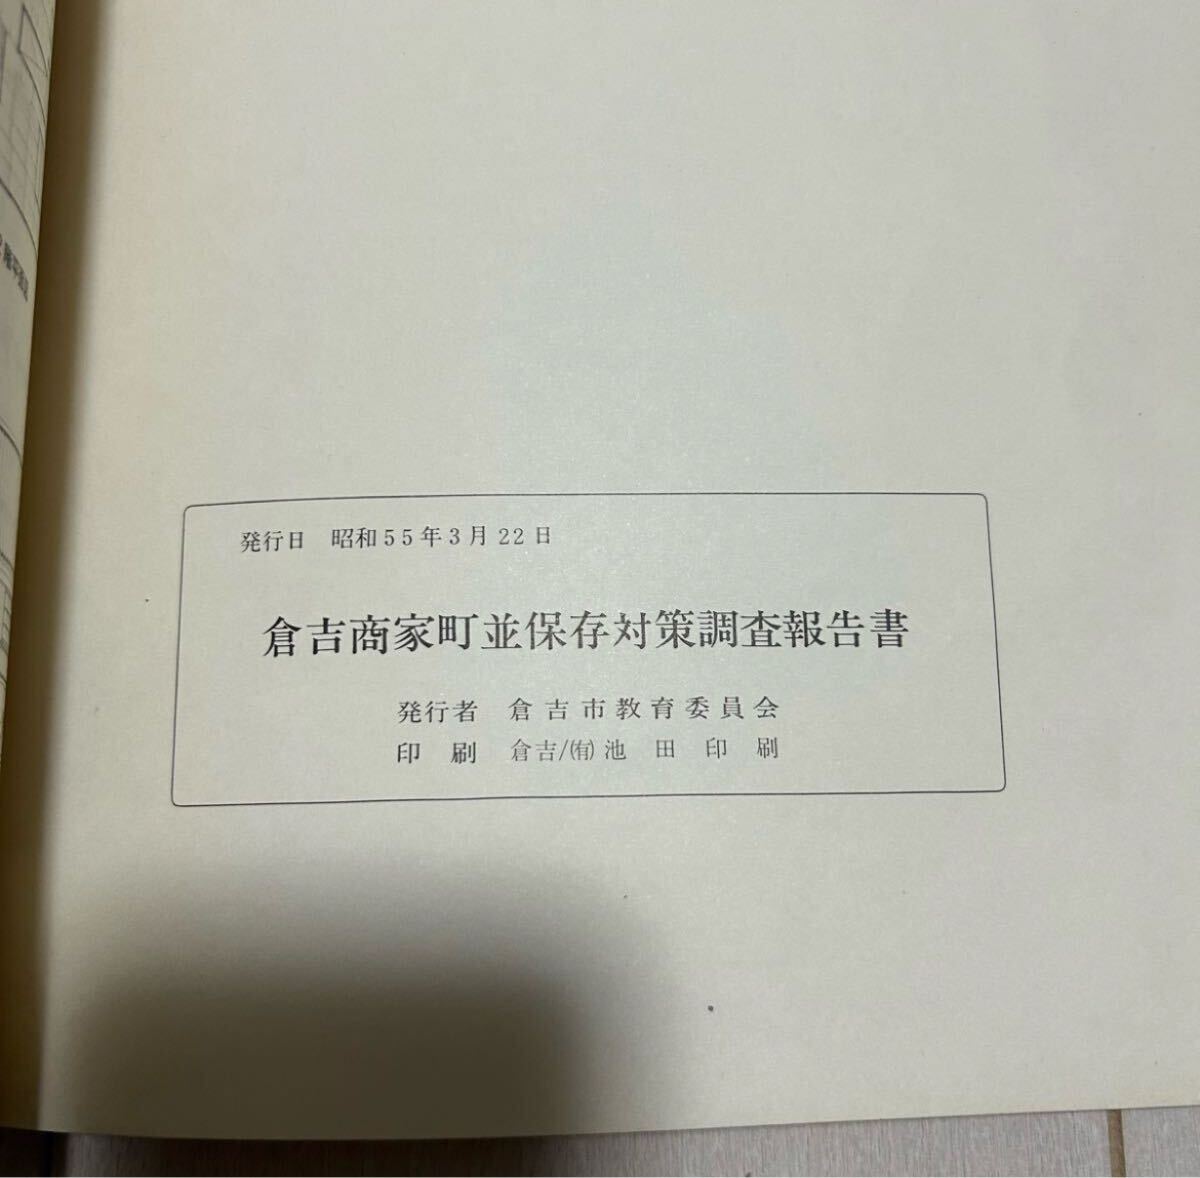 発行日 昭和55年3月22日
倉吉商家町並保存対策調査報告書
発行者 倉吉市教育委員会
印刷 倉吉/㈲池田印刷